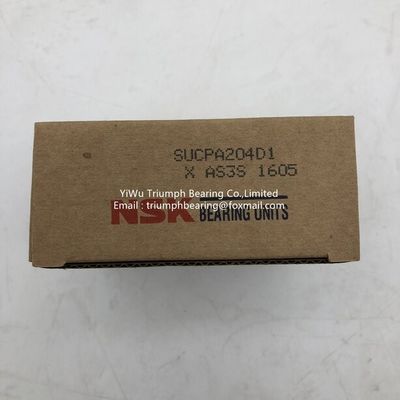 SUCPA204D1
X AS3S 1605
YiWu Triumph Bearing Co.,Limited
Email : triumphbearing@foxmail.com
NSK BEARING UNITS